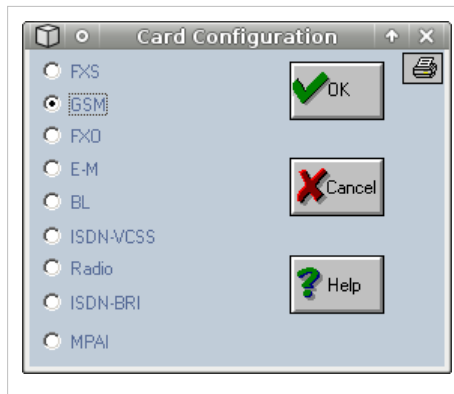 Card Configuration
FXS
GSM
FXO
E-M
BL
ISDN-VCSS
Radio
ISDN-BRI
MPAI
OK
Cancel
Help